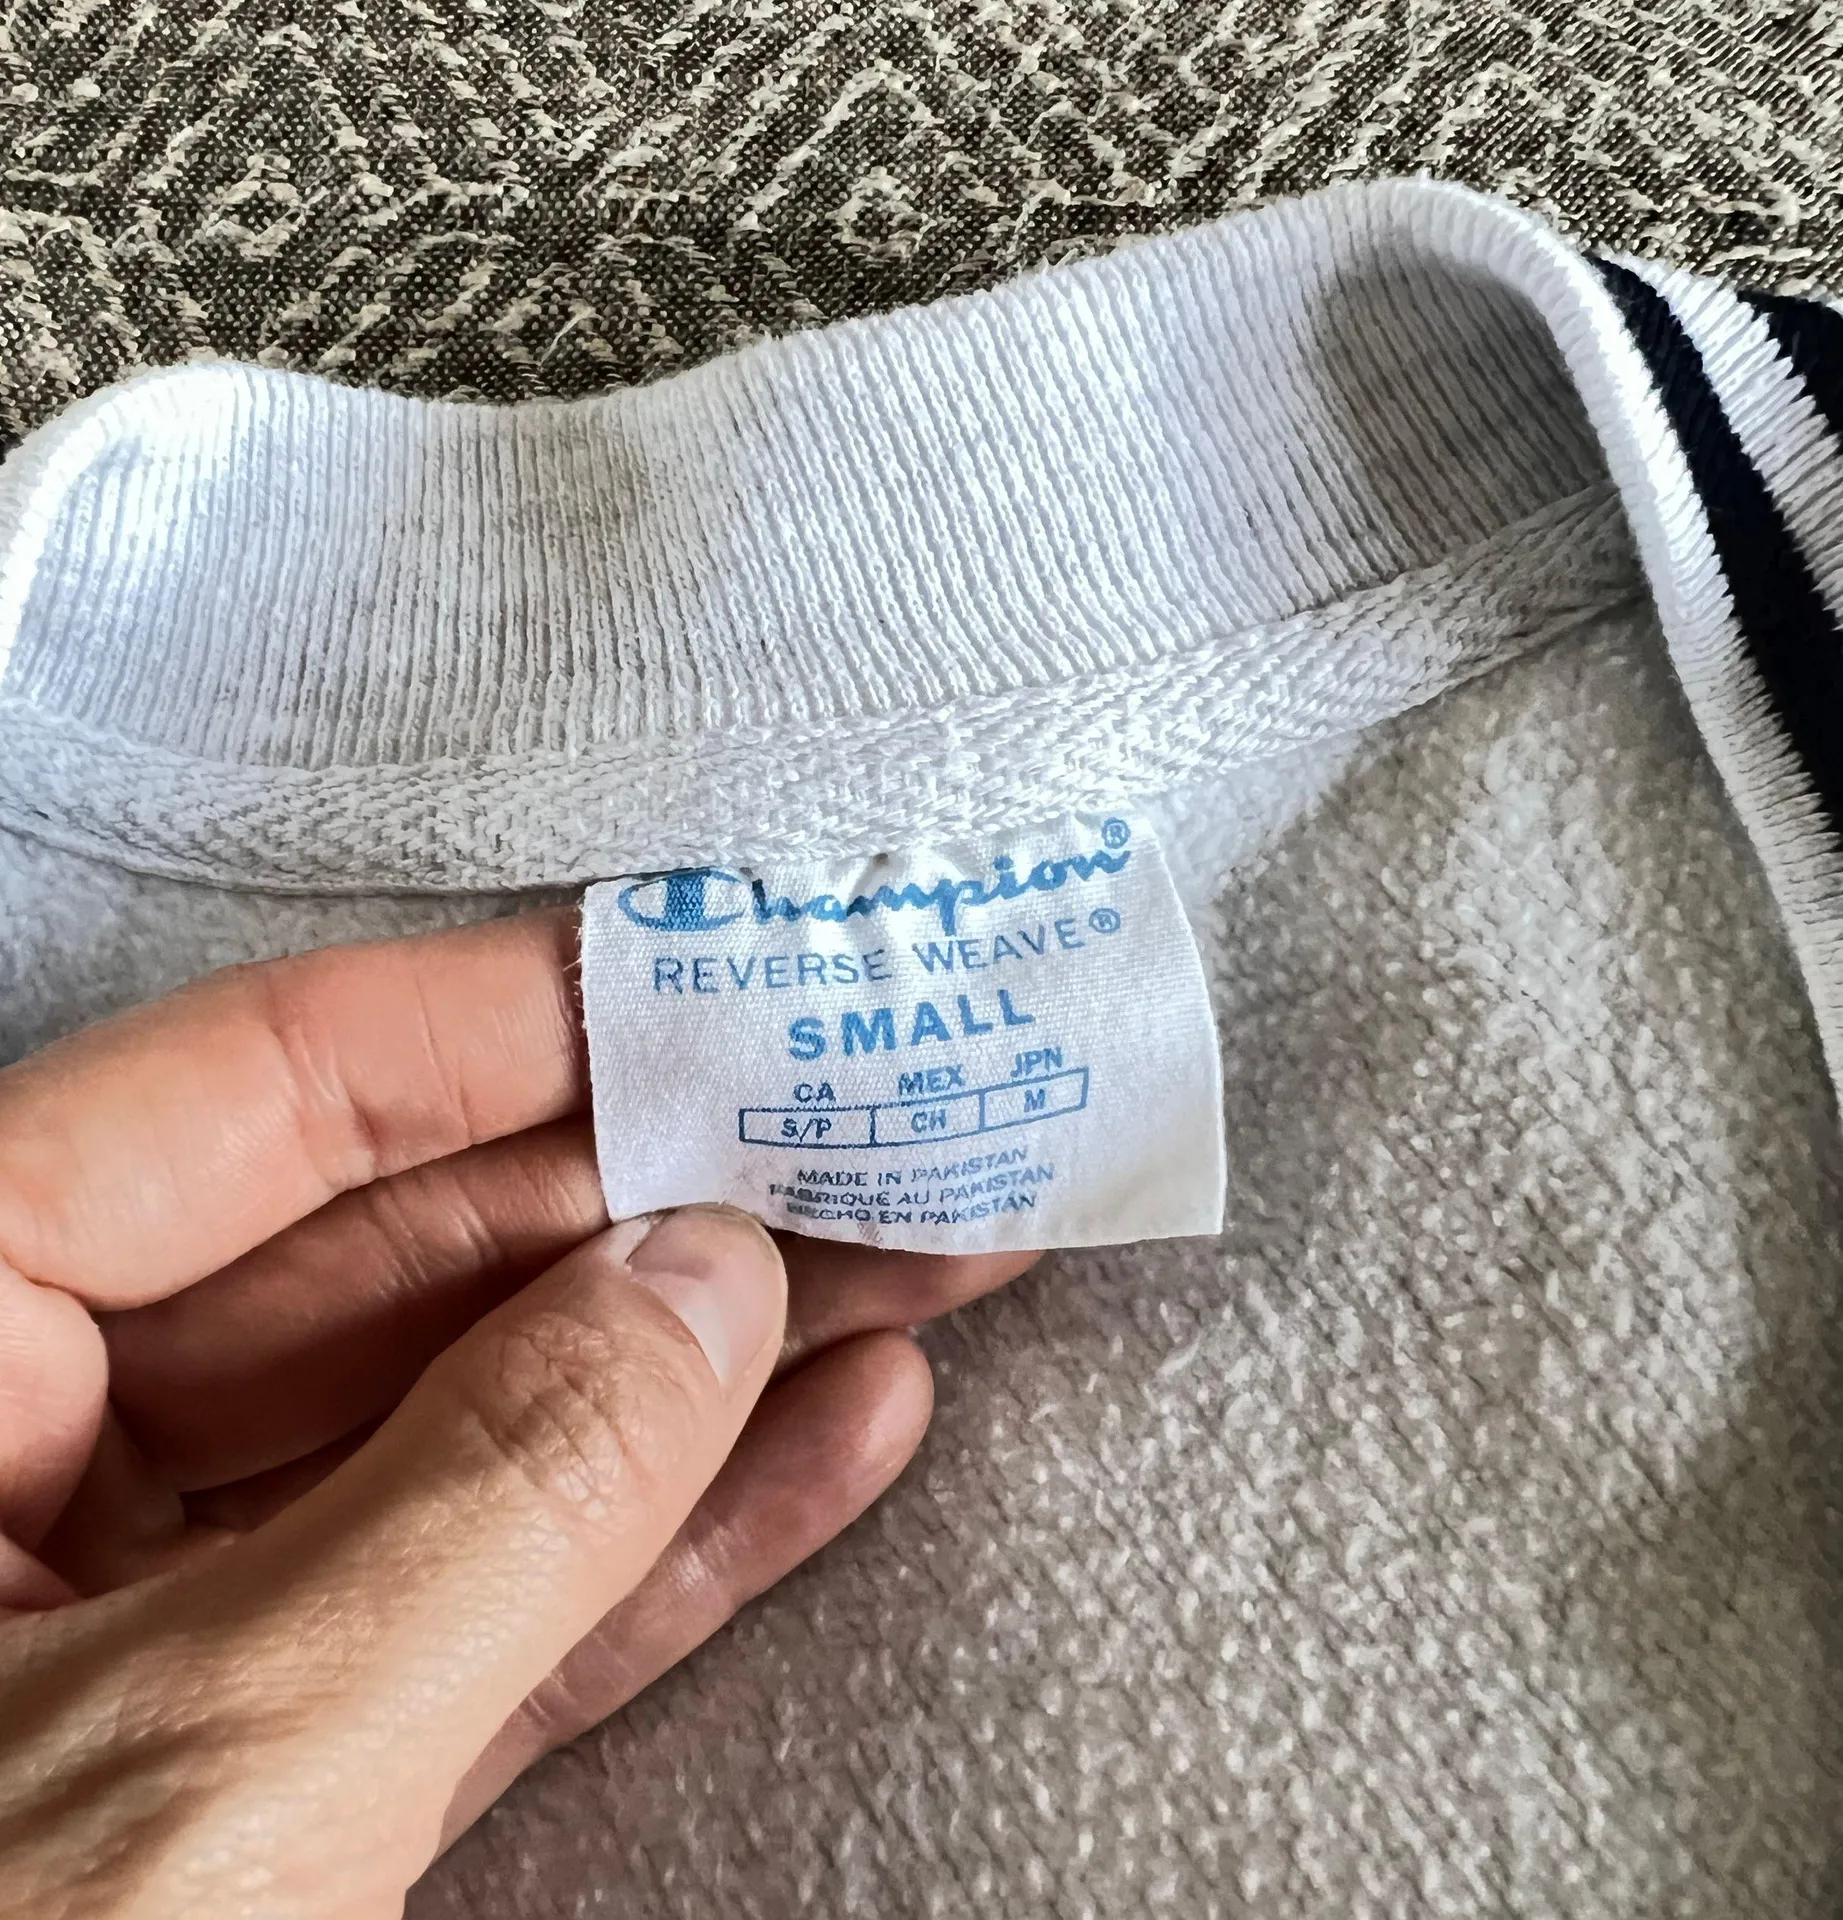 Champion®
REVERSE WEAVE®
SMALL
CA MEX JPN
S/P CH M
MADE IN PAKISTAN
FABRIQUE AU PAKISTAN
HECHO EN PAKISTAN